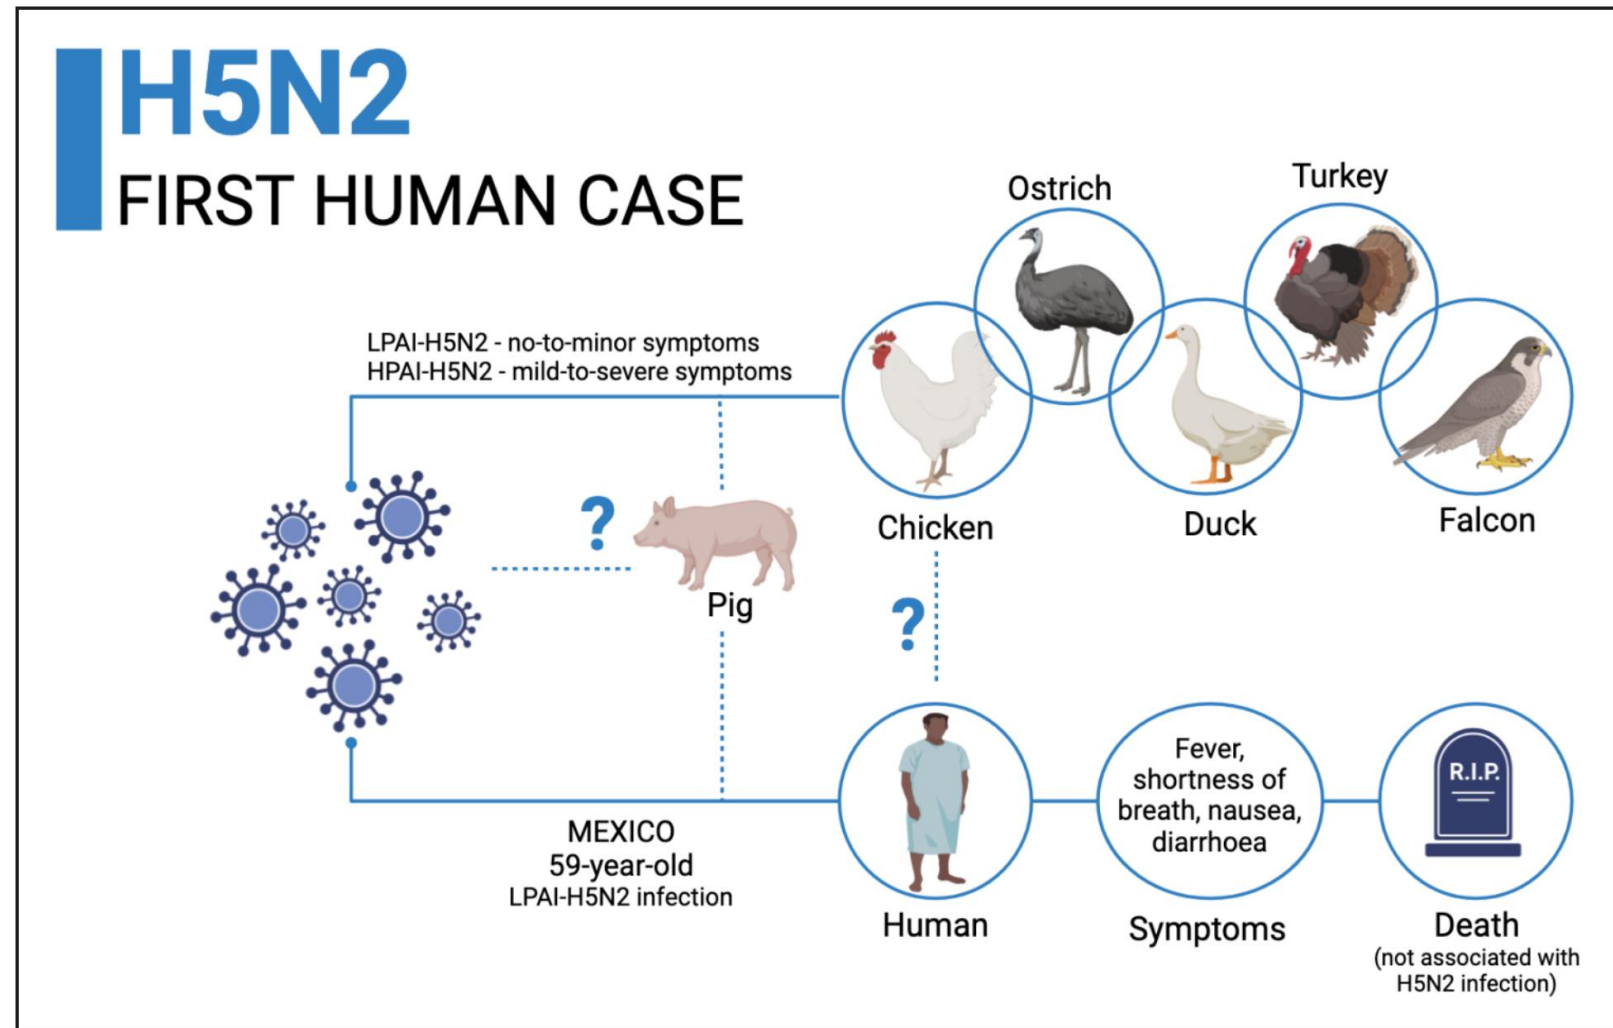 H5N2
FIRST HUMAN CASE
Ostrich
Turkey
LPAI-H5N2 - no-to-minor symptoms
HPAI-H5N2 - mild-to-severe symptoms
Chicken
Duck
Falcon
?
Pig
?
MEXICO
59-year-old
LPAI-H5N2 infection
Human
Fever,
shortness of
breath, nausea,
diarrhoea
Symptoms
R.I.P.
Death
(not associated with
H5N2 infection)